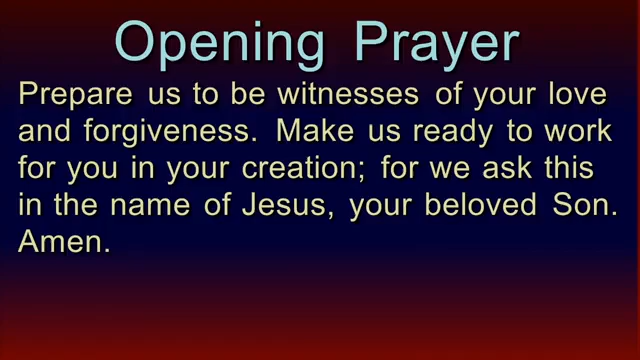 Opening Prayer
Prepare us to be witnesses of your love
and forgiveness. Make us ready to work
for you in your creation; for we ask this
in the name of Jesus, your beloved Son.
Amen.